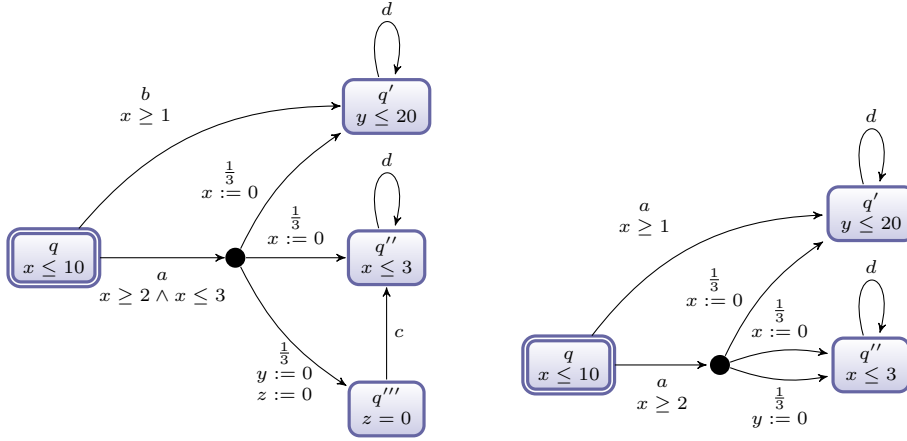 d
q′
y ≤ 20
b
x ≥ 1
1/3
x := 0
d
q″
x ≤ 3
1/3
x := 0
q
x ≤ 10
a
x ≥ 2 ∧ x ≤ 3
c
1/3
y := 0
z := 0
q‴
z = 0
d
q′
y ≤ 20
a
x ≥ 1
1/3
x := 0
d
q″
x ≤ 3
1/3
x := 0
q
x ≤ 10
a
x ≥ 2
1/3
y := 0